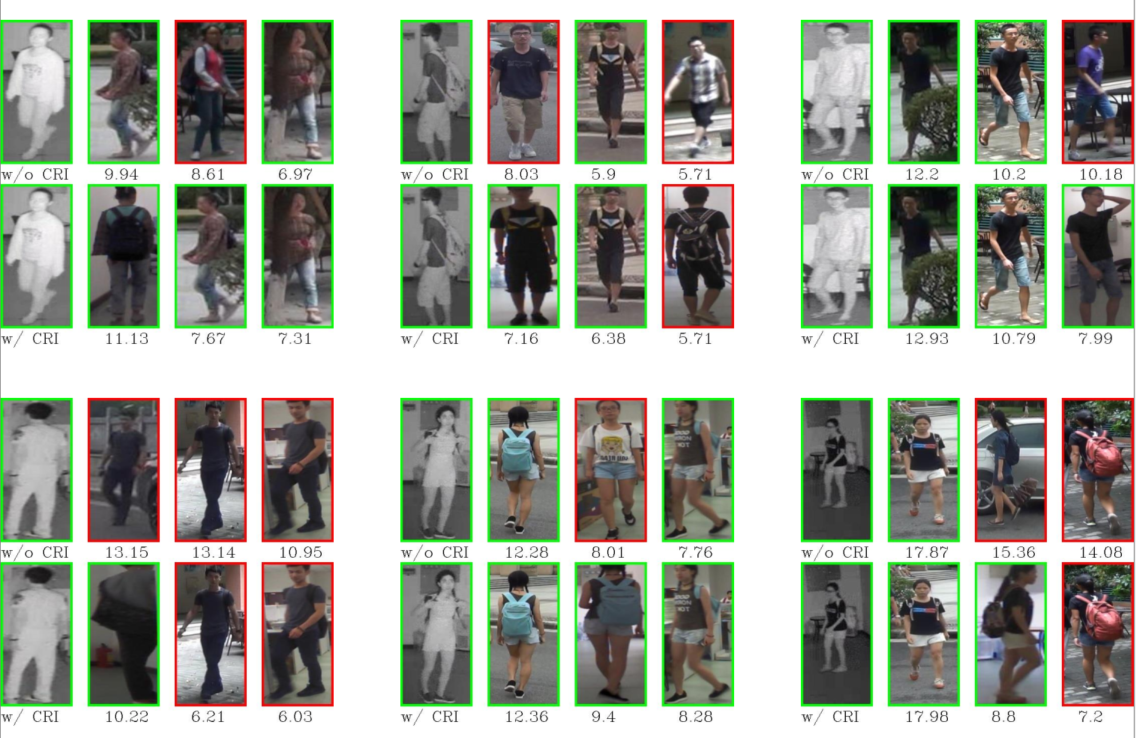 w/o CRI 9.94 8.61 6.97 w/o CRI 8.03 5.9 5.71 w/o CRI 12.2 10.2 10.18
w/ CRI 11.13 7.67 7.31 w/ CRI 7.16 6.38 5.71 w/ CRI 12.93 10.79 7.99
w/o CRI 13.15 13.14 10.95 w/o CRI 12.28 8.01 7.76 w/o CRI 17.87 15.36 14.08
w/ CRI 10.22 6.21 6.03 w/ CRI 12.36 9.4 8.28 w/ CRI 17.98 8.8 7.2